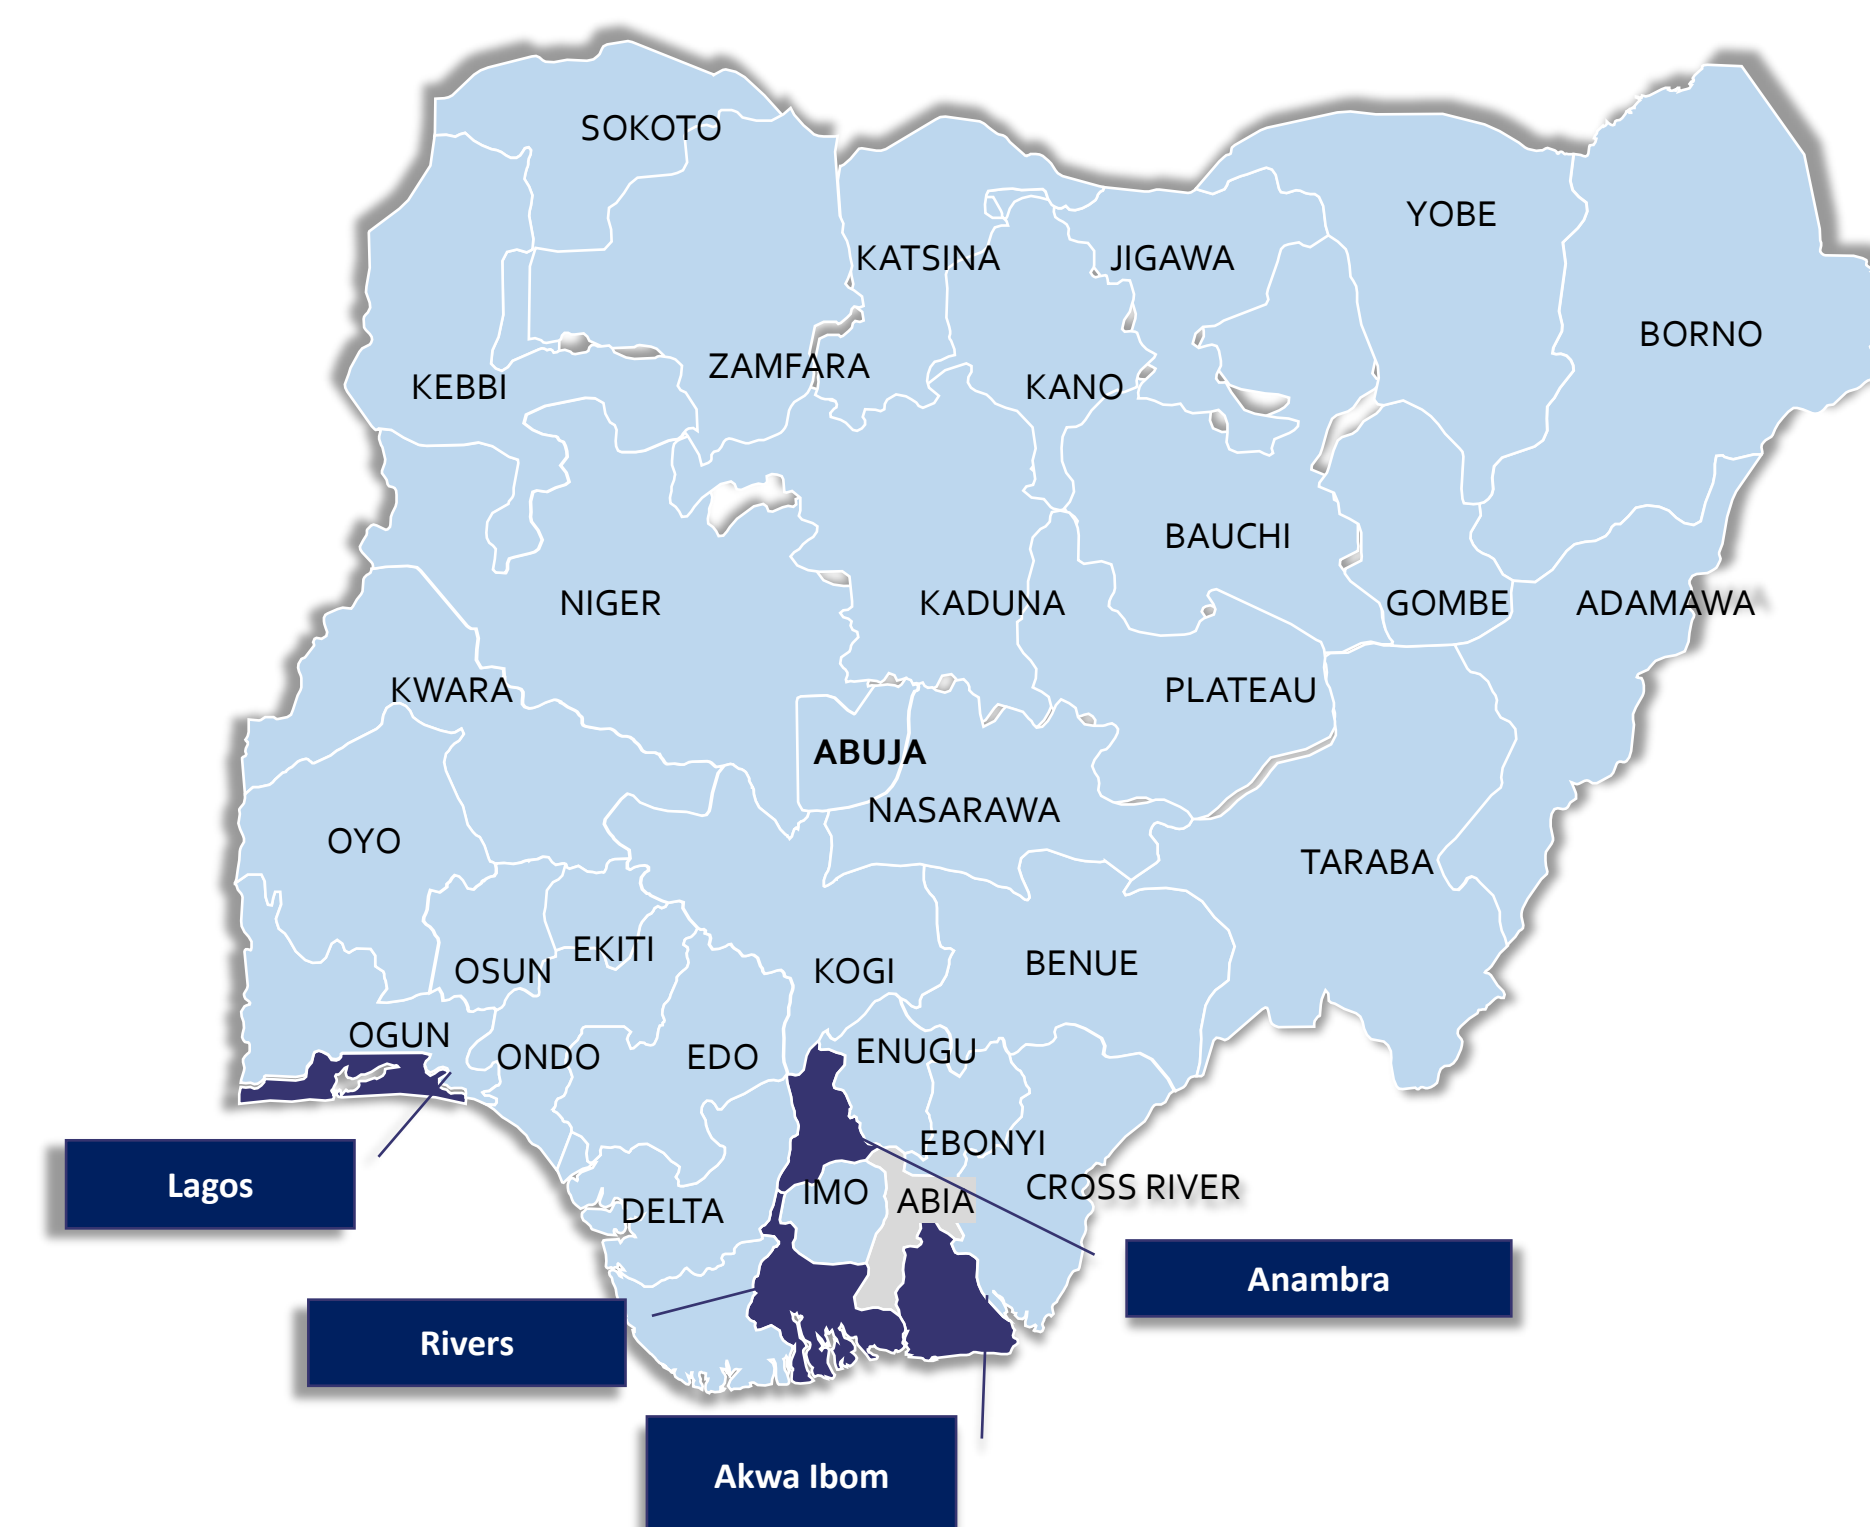 SOKOTO
YOBE
KATSINA
JIGAWA
BORNO
ZAMFARA
KEBBI
KANO
BAUCHI
NIGER
KADUNA
GOMBE
ADAMAWA
KWARA
PLATEAU
ABUJA
NASARAWA
OYO
TARABA
EKITI
OSUN
KOGI
BENUE
OGUN
ONDO
EDO
ENUGU
EBONYI
Lagos
IMO
ABIA
CROSS RIVER
DELTA
Anambra
Rivers
Akwa Ibom